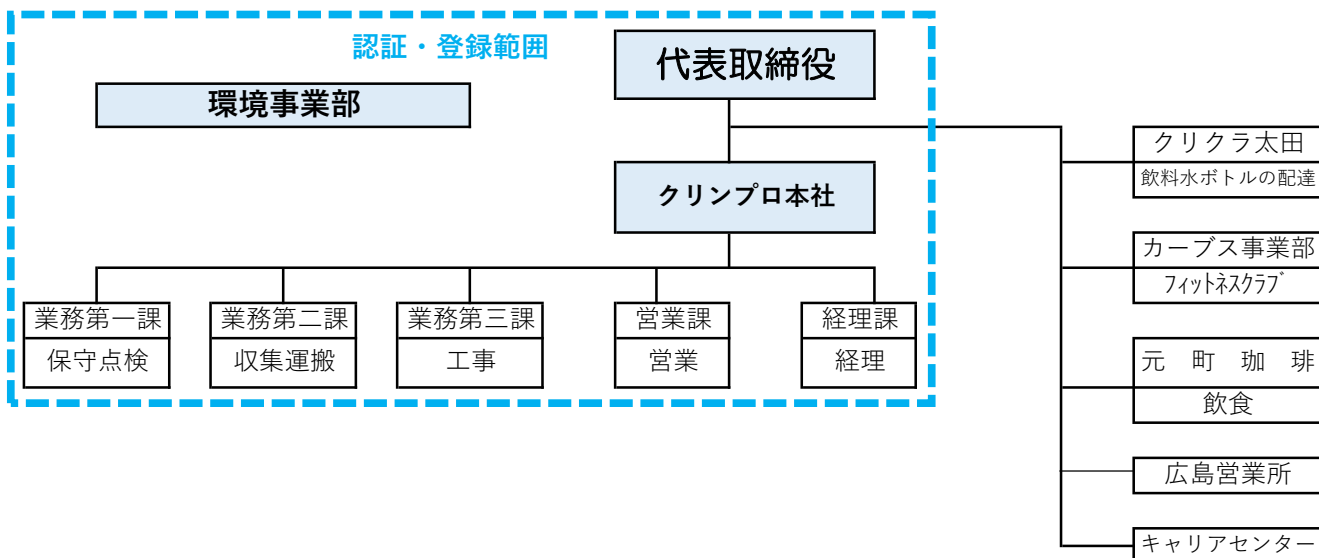 認証・登録範囲
代表取締役
環境事業部
クリンプロ本社
業務第一課
保守点検
業務第二課
収集運搬
業務第三課
工事
営業課
営業
経理課
経理
クリクラ太田
飲料水ボトルの配達
カーブス事業部
ﾌｨｯﾄﾈｽｸﾗﾌﾞ
元町珈琲
飲食
広島営業所
キャリアセンター